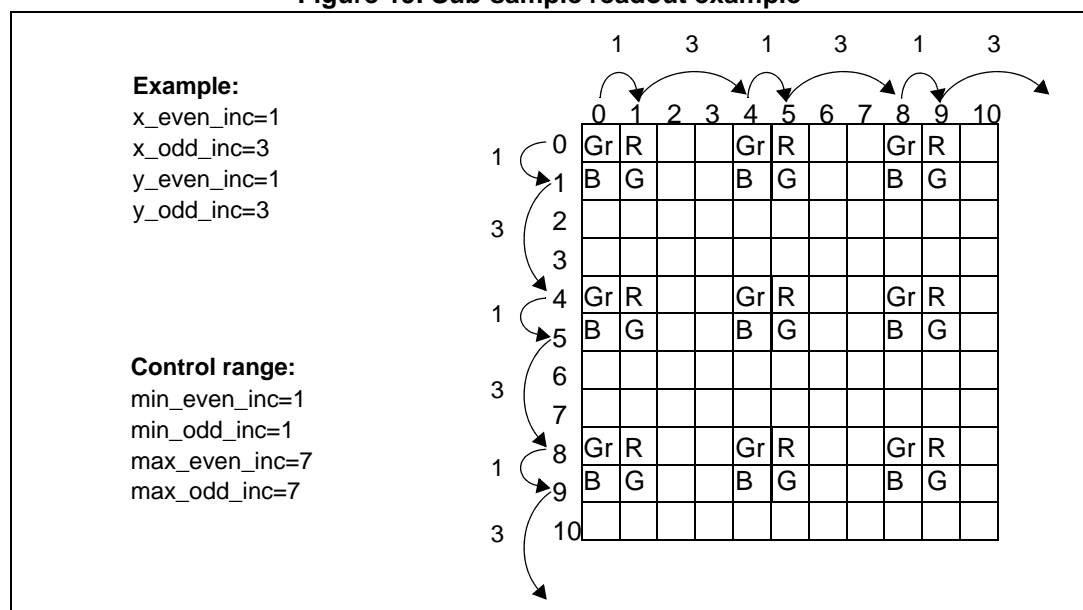 Figure 19. Sub-sample readout example
1 3 1 3 1 3
Example:
x_even_inc=1
x_odd_inc=3
y_even_inc=1
y_odd_inc=3
Control range:
min_even_inc=1
min_odd_inc=1
max_even_inc=7
max_odd_inc=7
0 1 2 3 4 5 6 7 8 9 10
1
3
1
3
1
3
0 Gr R Gr R Gr R
1 B G B G B G
2
3
4 Gr R Gr R Gr R
5 B G B G B G
6
7
8 Gr R Gr R Gr R
9 B G B G B G
10